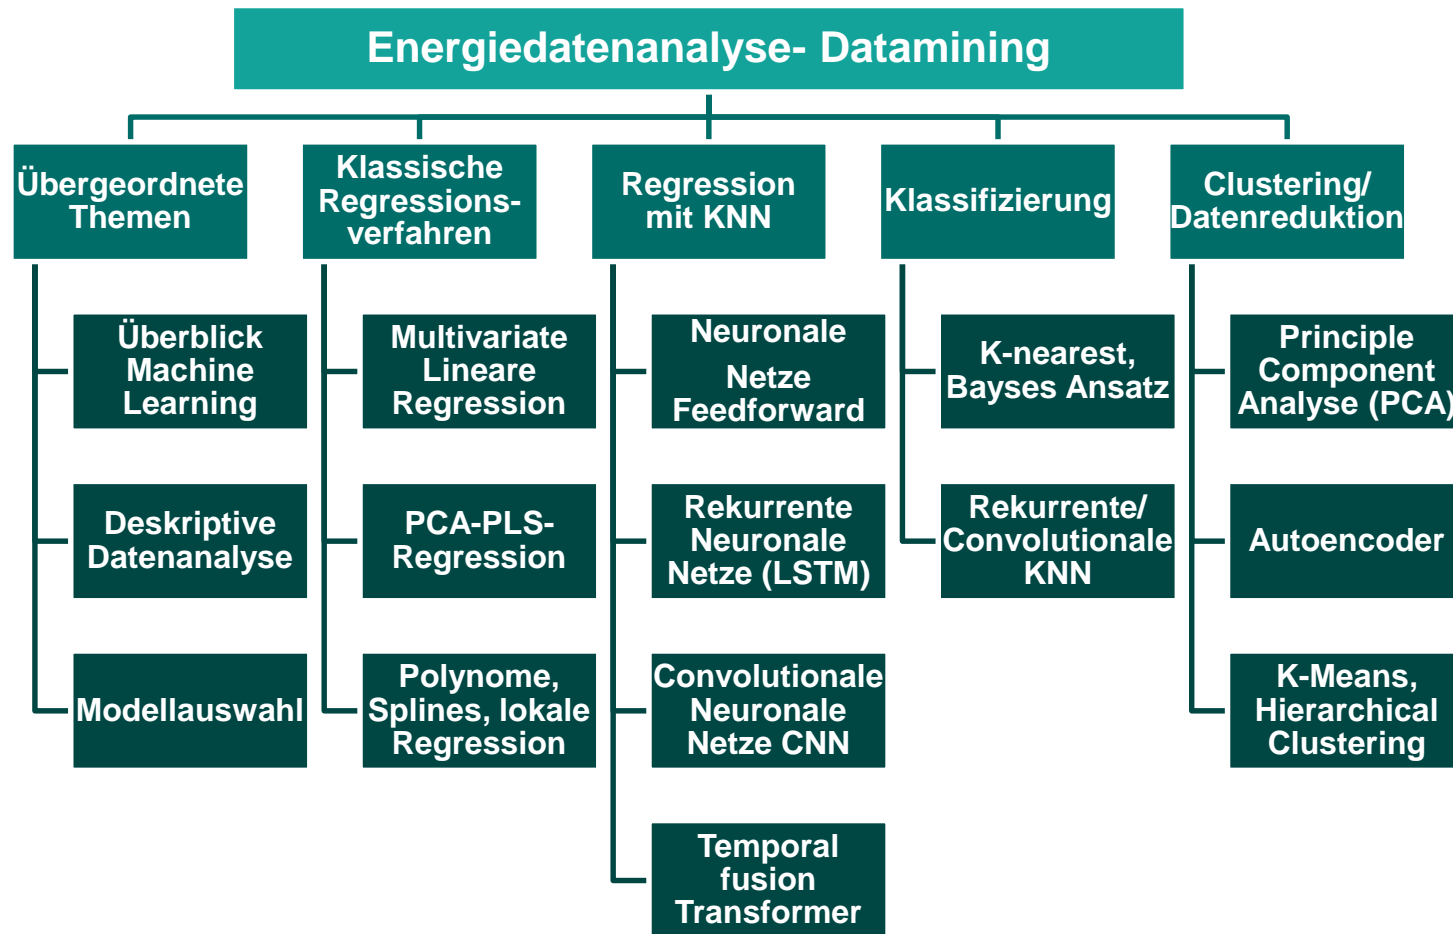 Energiedatenanalyse- Datamining
Übergeordnete
Themen
Überblick
Machine
Learning
Deskriptive
Datenanalyse
Modellauswahl
Klassische
Regressions-
verfahren
Multivariate
Lineare
Regression
PCA-PLS-
Regression
Polynome,
Splines, lokale
Regression
Regression
mit KNN
Neuronale
Netze
Feedforward
Rekurrente
Neuronale
Netze (LSTM)
Convolutionale
Neuronale
Netze CNN
Temporal
fusion
Transformer
Klassifizierung
K-nearest,
Bayses Ansatz
Rekurrente/
Convolutionale
KNN
Clustering/
Datenreduktion
Principle
Component
Analyse (PCA)
Autoencoder
K-Means,
Hierarchical
Clustering